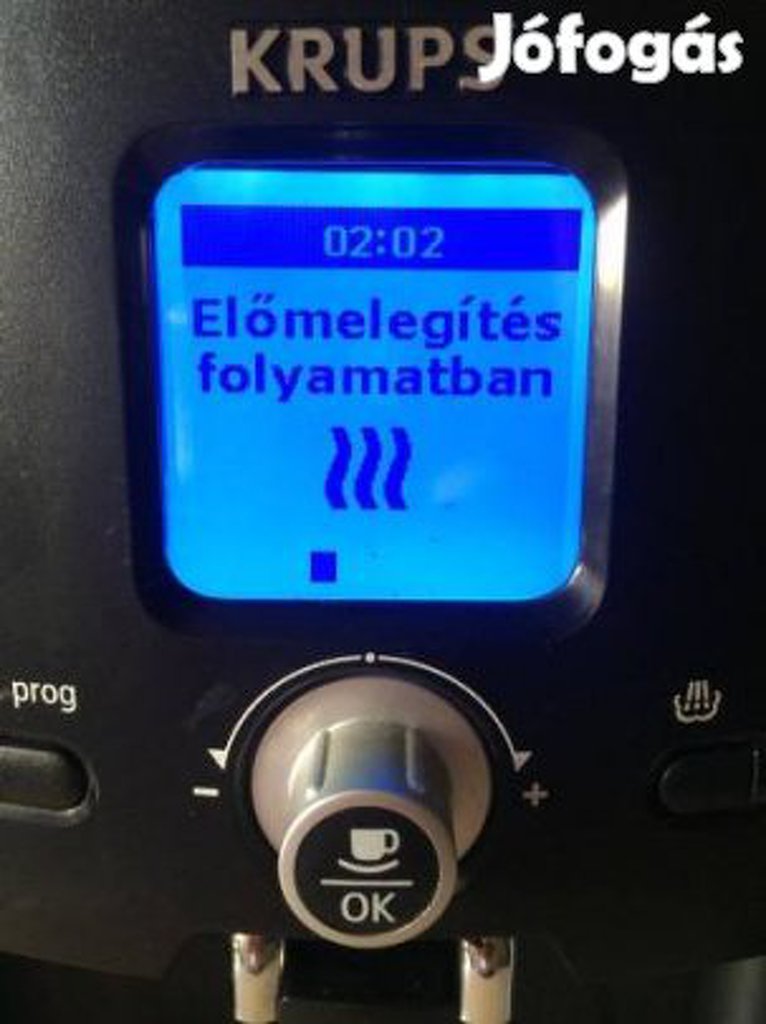 KRUPS
Jófogás
02:02
Előmelegítés
folyamatban
prog
- +
OK